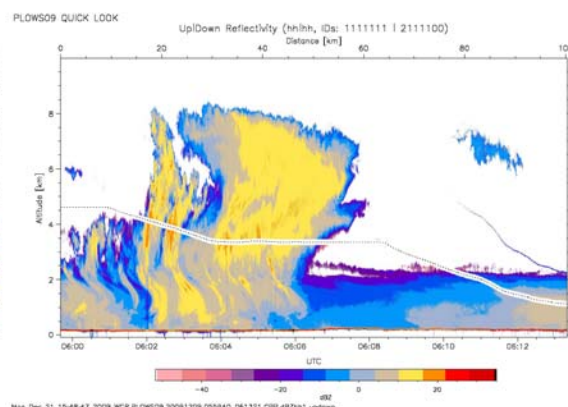 PLOWS09 QUICK LOOK
Up|Down Reflectivity (hh|hh, IDs: 1111111 | 2111100)
Distance [km]
0 20 40 60 80 100
Altitude [km]
8
6
4
2
0
06:00 06:02 06:04 06:06 06:08 06:10 06:12
UTC
-40 -20 0 20
dBZ